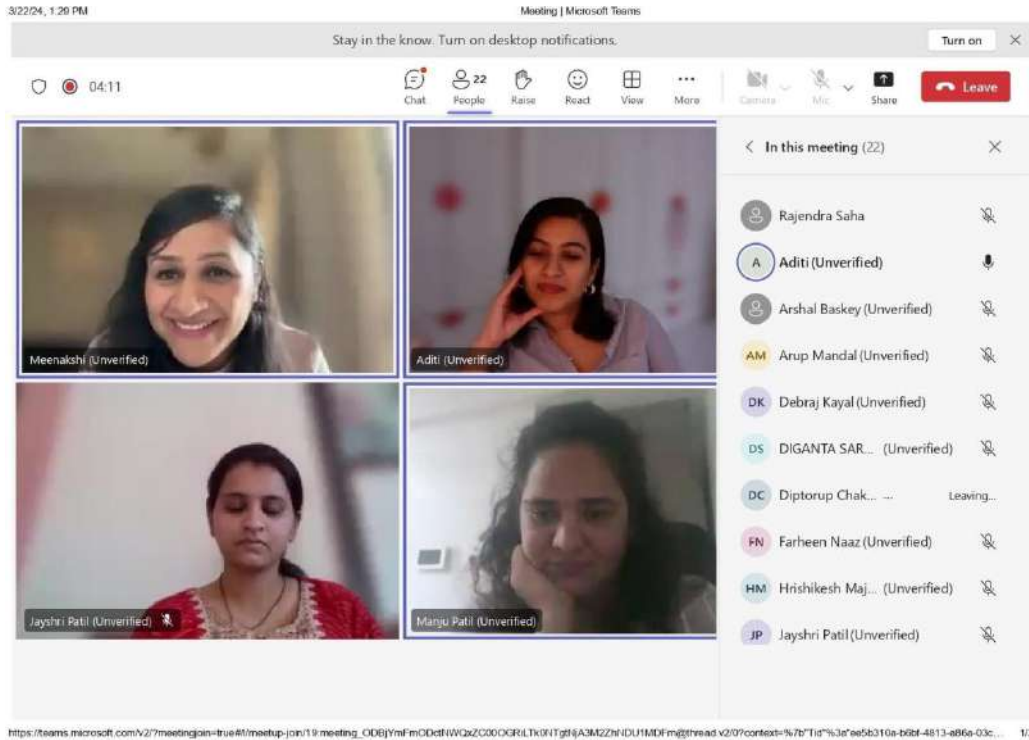 3/22/24, 1:29 PM
Meeting | Microsoft Teams
Stay in the know. Turn on desktop notifications.
Turn on
04:11
Chat
22
People
Raise
React
View
More
Camera
Mic
Share
Leave
Meenakshi (Unverified)
Aditi (Unverified)
Jayshri Patil (Unverified)
Manju Patil (Unverified)
In this meeting (22)
Rajendra Saha
A Aditi (Unverified)
Arshal Baskey (Unverified)
AM Arup Mandal (Unverified)
DK Debraj Kayal (Unverified)
DS DIGANTA SAR... (Unverified)
DC Diptorup Chak... ... Leaving...
FN Farheen Naaz (Unverified)
HM Hrishikesh Maj... (Unverified)
JP Jayshri Patil (Unverified)